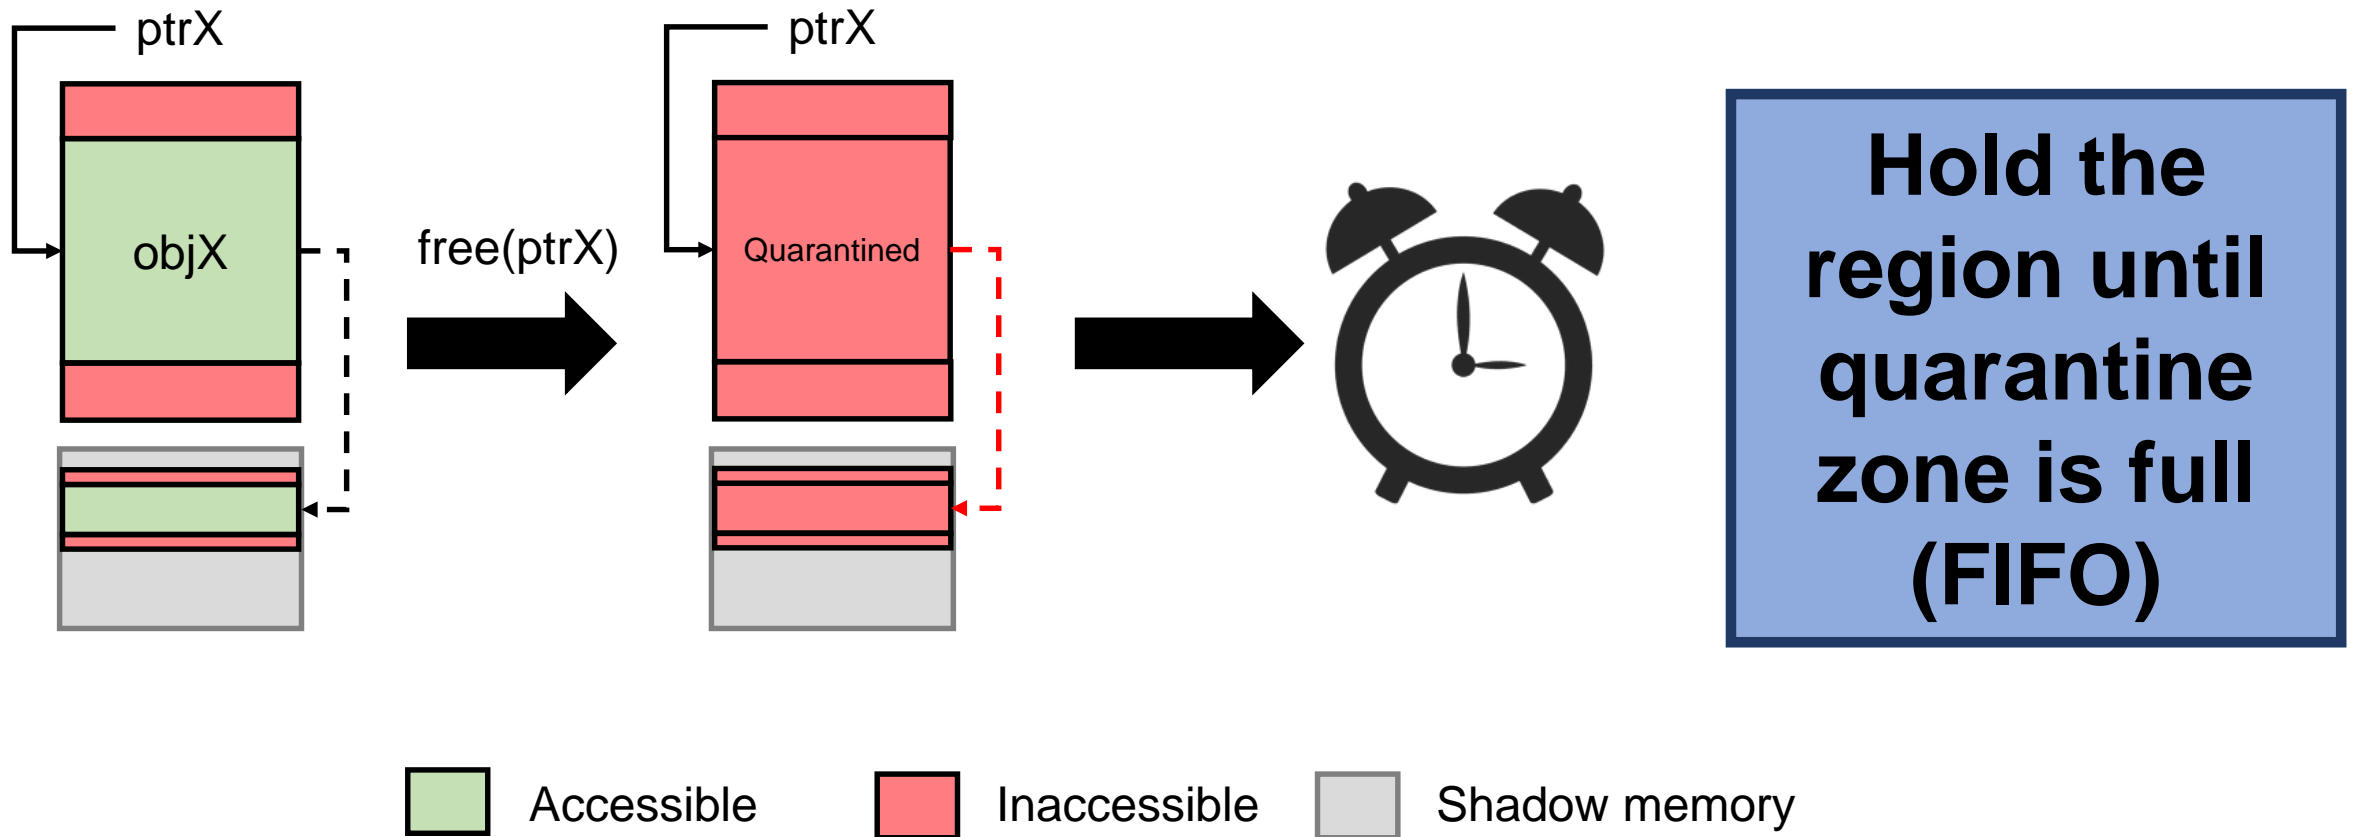 ptrX
ptrX
objX
free(ptrX)
Quarantined
Hold the
region until
quarantine
zone is full
(FIFO)
Accessible
Inaccessible
Shadow memory